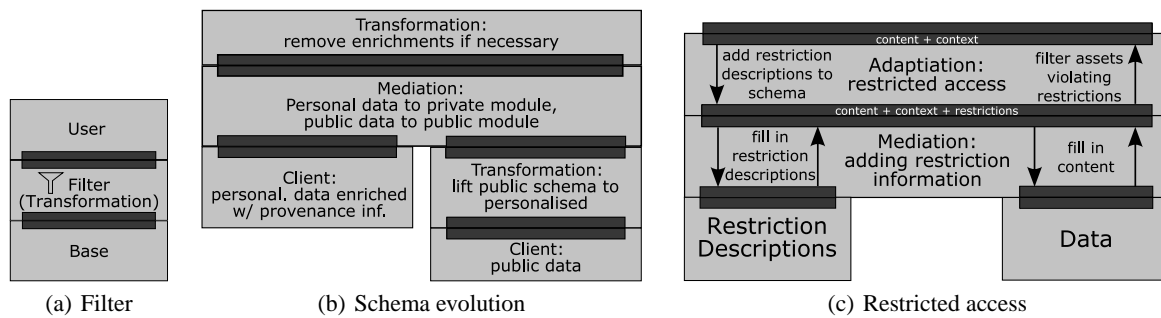 User
Filter
(Transformation)
Base
(a) Filter
Transformation:
remove enrichments if necessary
Mediation:
Personal data to private module,
public data to public module
Client:
personal. data enriched
w/ provenance inf.
Transformation:
lift public schema to
personalised
Client:
public data
(b) Schema evolution
content + context
add restriction
descriptions to
schema
Adaptiation:
restricted access
filter assets
violating
restrictions
content + context + restrictions
fill in
restriction
descriptions
Mediation:
adding restriction
information
fill in
content
Restriction
Descriptions
Data
(c) Restricted access